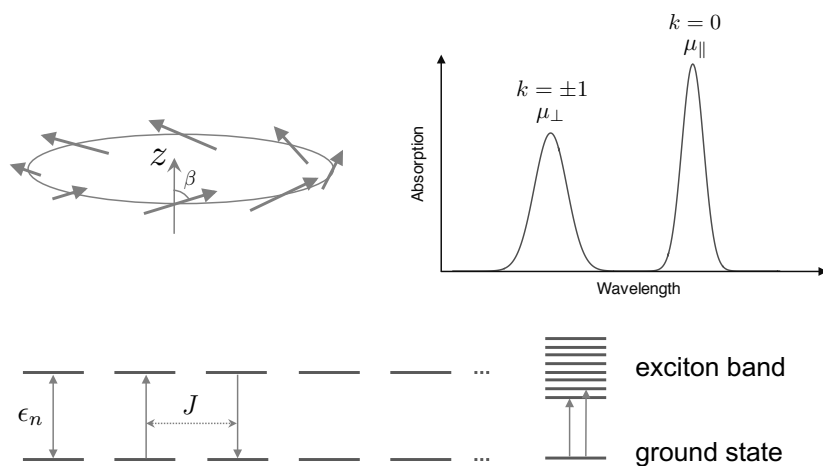 z
β
k = 0
μ∥
k = ±1
μ⊥
Absorption
Wavelength
ϵn
J
...
...
exciton band
ground state